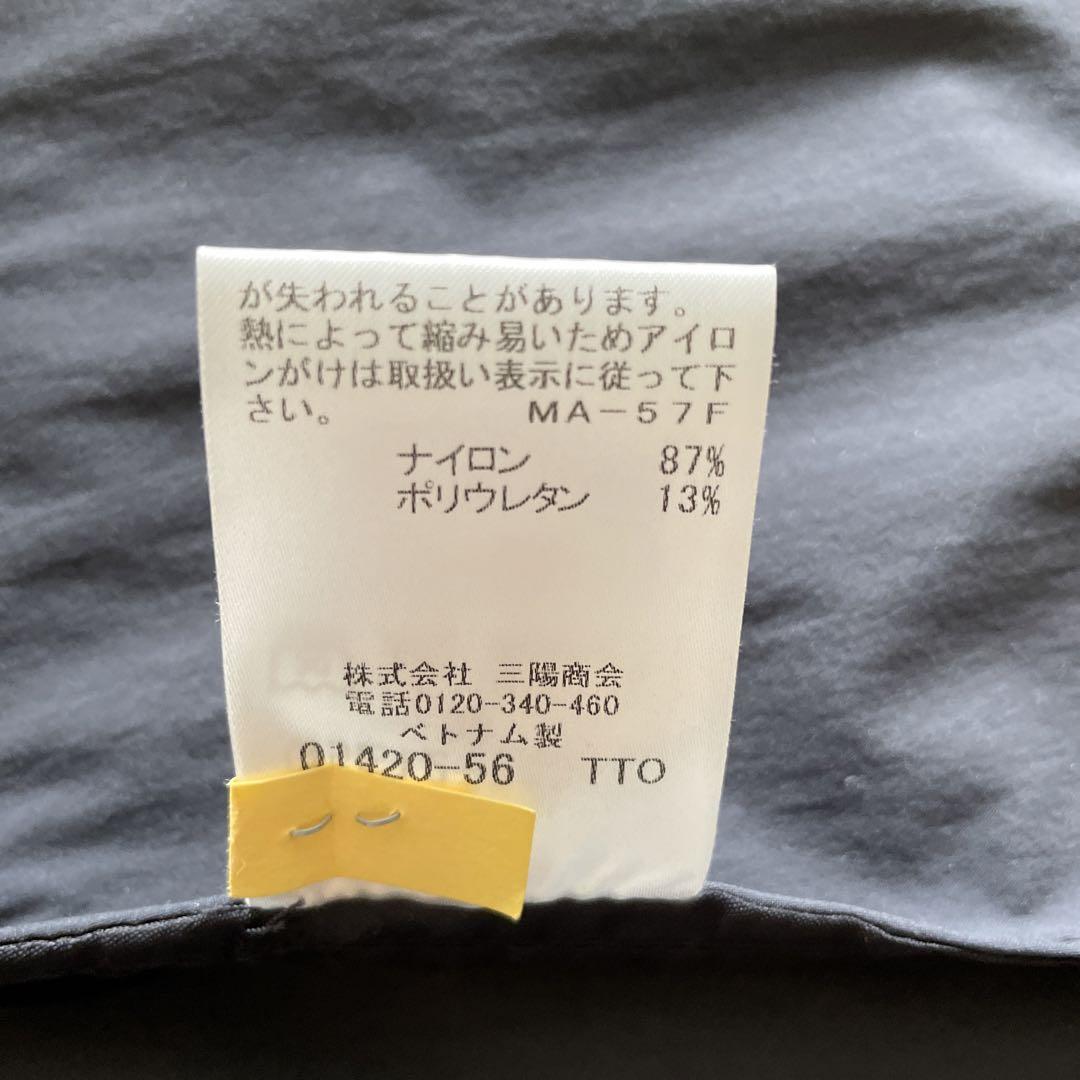 が失われることがあります。
熱によって縮み易いためアイロ
ンがけは取扱い表示に従って下
さい。 MA-57F
ナイロン 87%
ポリウレタン 13%
株式会社 三陽商会
電話0120-340-460
ベトナム製
01420-56 TTO